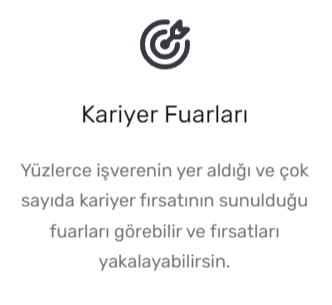 Kariyer Fuarları
Yüzlerce işverenin yer aldığı ve çok
sayıda kariyer fırsatının sunulduğu
fuarları görebilir ve fırsatları
yakalayabilirsin.